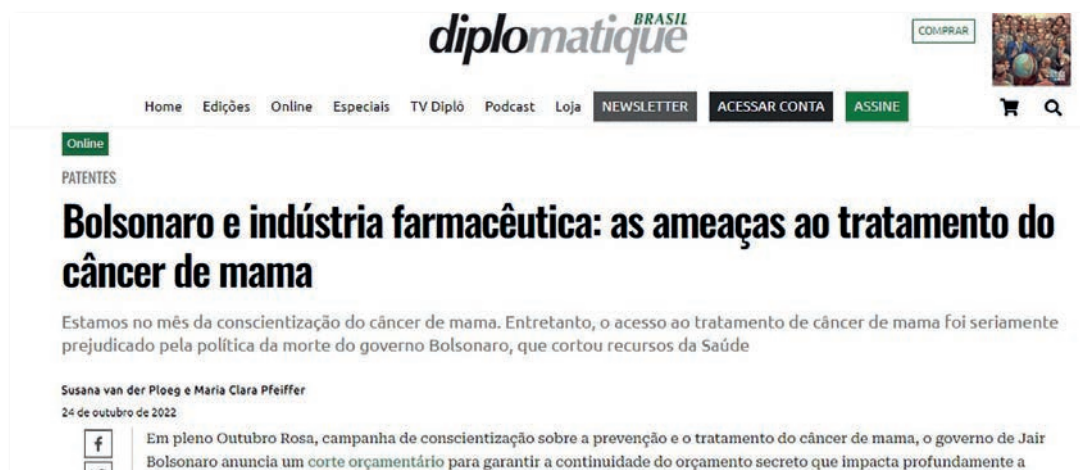 BRASIL
diplomatique
COMPRAR
Home Edições Online Especiais TV Diplô Podcast Loja NEWSLETTER ACESSAR CONTA ASSINE
Online
PATENTES
Bolsonaro e indústria farmacêutica: as ameaças ao tratamento do
câncer de mama
Estamos no mês da conscientização do câncer de mama. Entretanto, o acesso ao tratamento de câncer de mama foi seriamente
prejudicado pela política da morte do governo Bolsonaro, que cortou recursos da Saúde
Susana van der Ploeg e Maria Clara Pfeiffer
24 de outubro de 2022
f
Em pleno Outubro Rosa, campanha de conscientização sobre a prevenção e o tratamento do câncer de mama, o governo de Jair
Bolsonaro anuncia um corte orçamentário para garantir a continuidade do orçamento secreto que impacta profundamente a